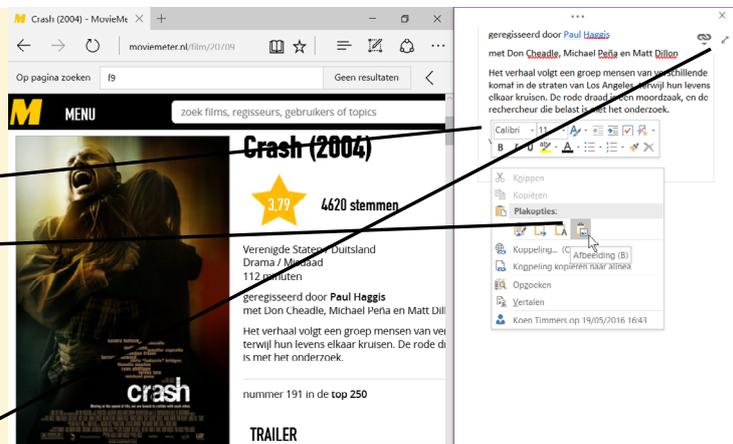 M Crash (2004) - MovieMe
moviemeter.nl/film/20709
Op pagina zoeken
f9
Geen resultaten
M MENU
zoek films, regisseurs, gebruikers of topics
Crash (2004)
3.79
4620 stemmen
Verenigde Staten / Duitsland
Drama / Misdaad
112 minuten
geregisseerd door Paul Haggis
met Don Cheadle, Michael Peña en Matt Dil
Het verhaal volgt een groep mensen van ver
terwijl hun levens elkaar kruisen. De rode dr
is met het onderzoek.
nummer 191 in de top 250
TRAILER
crash
geregisseerd door Paul Haggis
met Don Cheadle, Michael Peña en Matt Dillon
Het verhaal volgt een groep mensen van verschillende
komaf in de straten van Los Angeles, terwijl hun levens
elkaar kruisen. De rode draad is een moordzaak, en de
rechercheur die belast is met het onderzoek.
Calibri 11
B I U A
Knippen
Kopiëren
Plakopties:
Koppeling... (C
Afbeelding (B)
Koppeling kopiëren naar alinea
Opzoeken
Vertalen
Koen Timmers op 19/05/2016 16:43